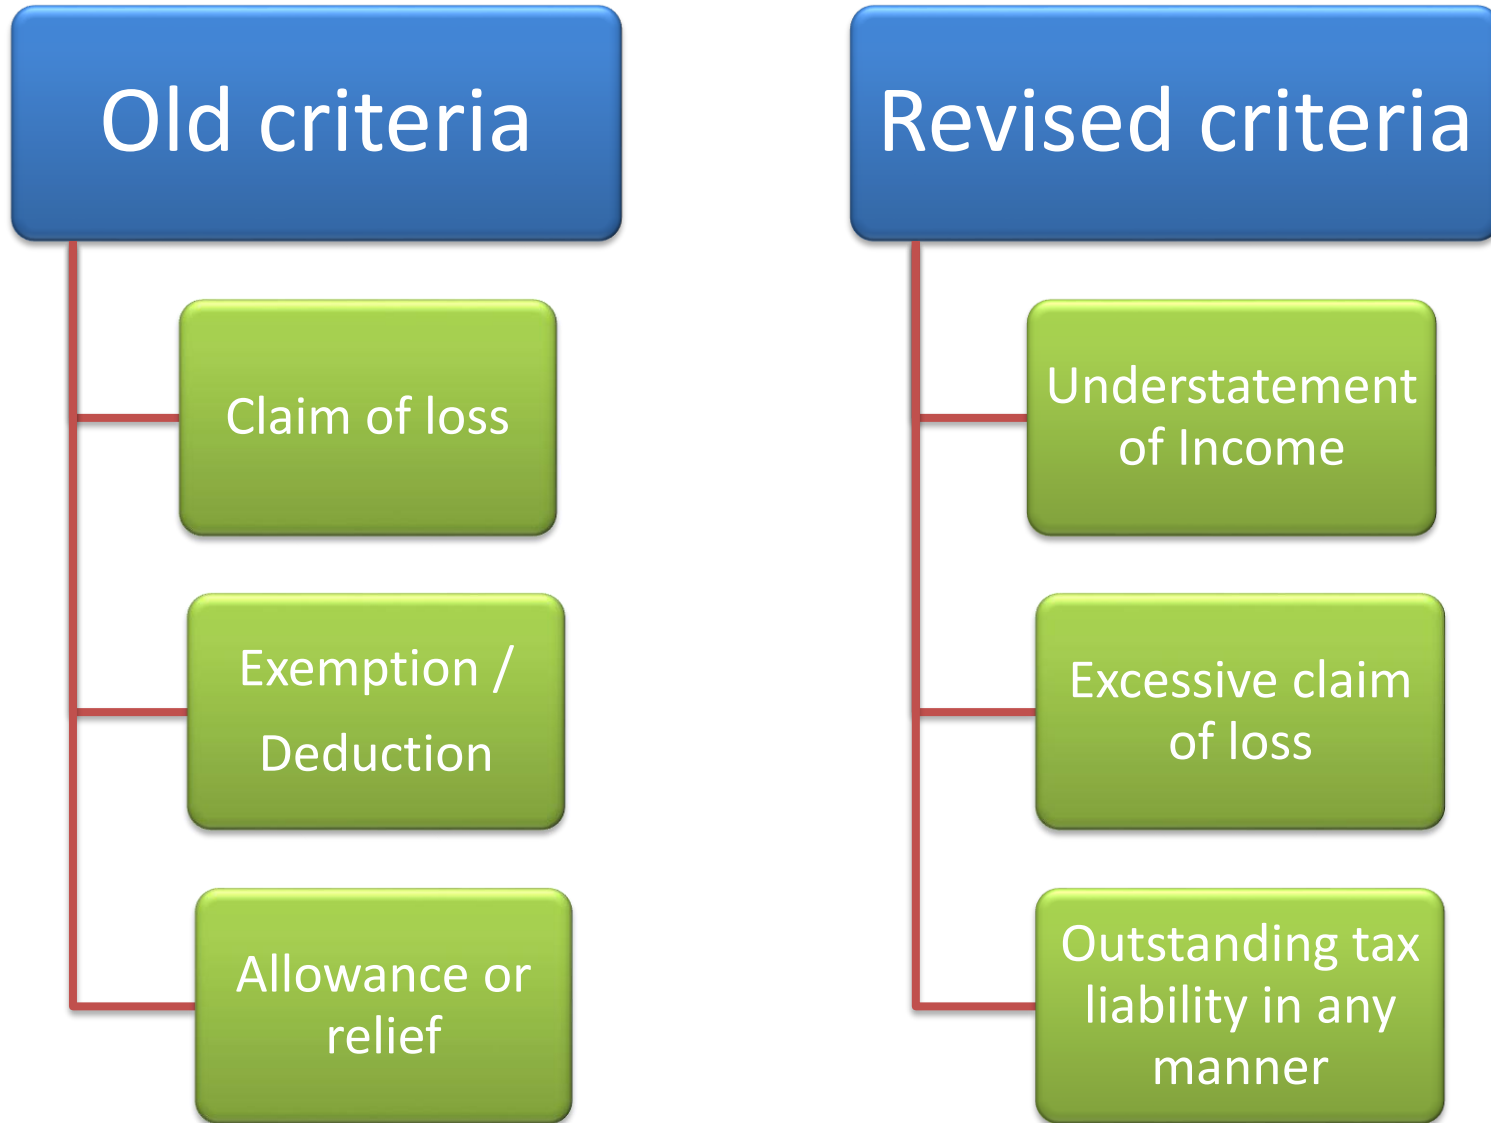 Old criteria
Claim of loss
Exemption /
Deduction
Allowance or
relief
Revised criteria
Understatement
of Income
Excessive claim
of loss
Outstanding tax
liability in any
manner